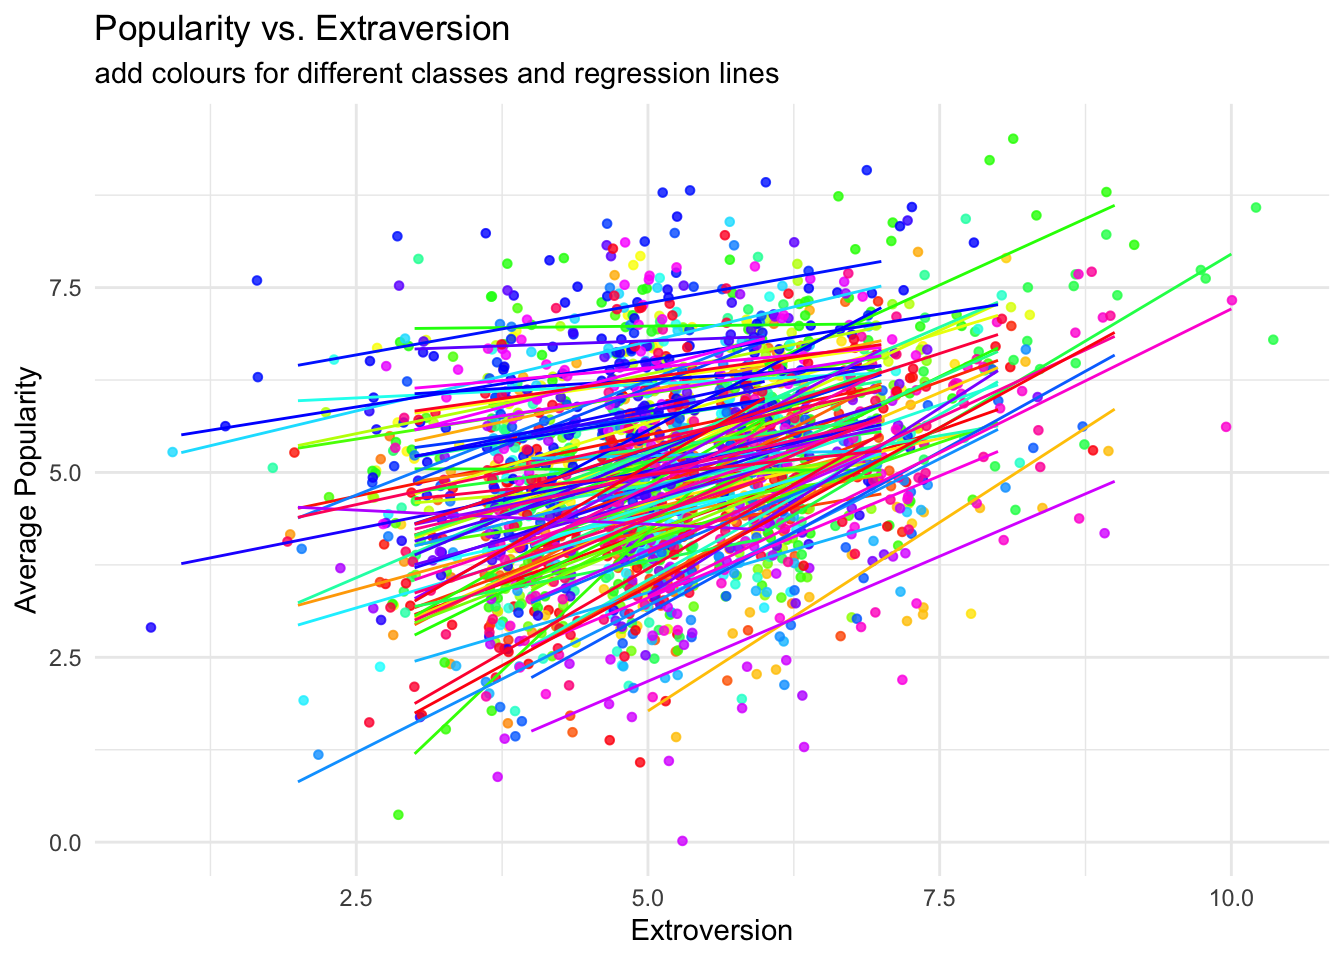 Popularity vs. Extraversion
add colours for different classes and regression lines
Average Popularity
7.5
5.0
2.5
0.0
2.5
5.0
7.5
10.0
Extroversion